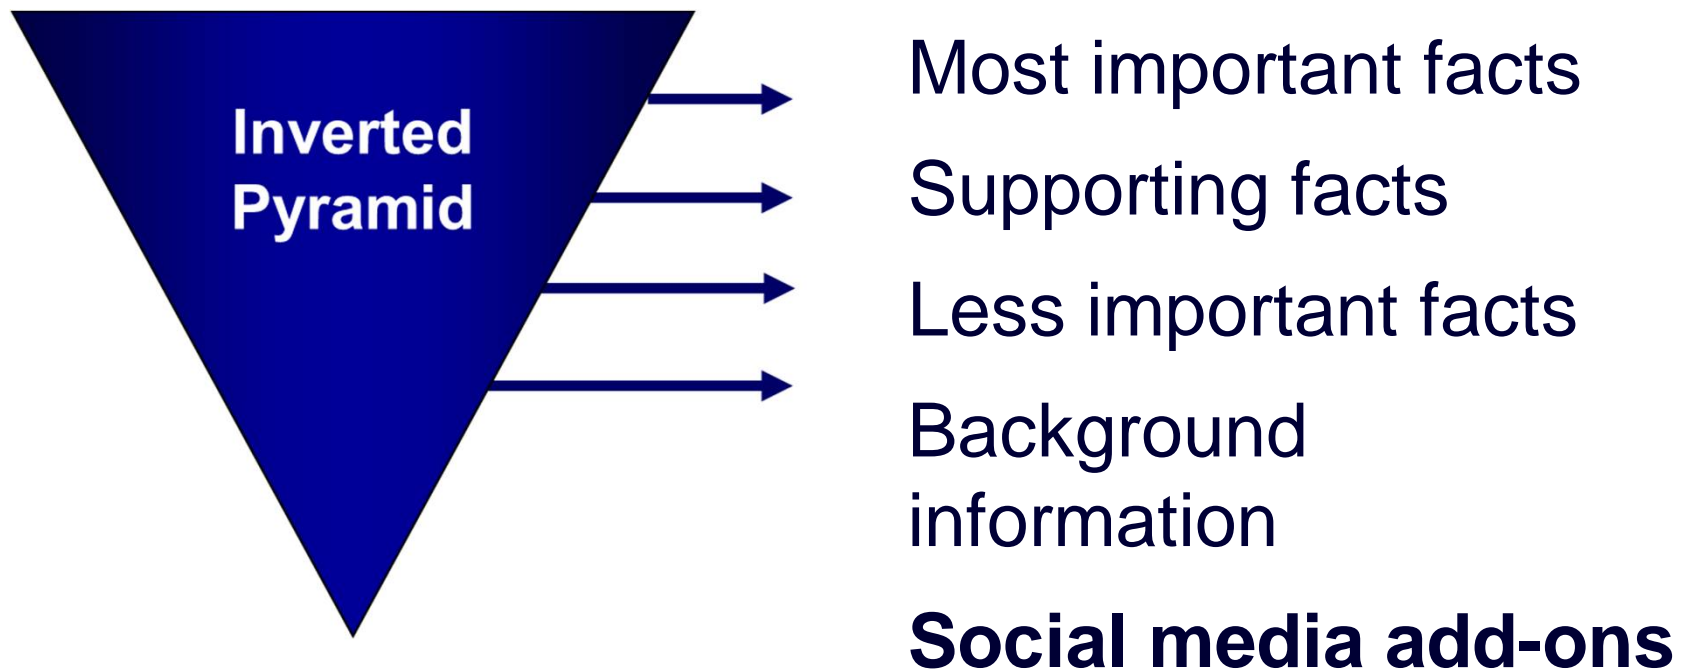 Inverted
Pyramid
Most important facts
Supporting facts
Less important facts
Background
information
Social media add-ons